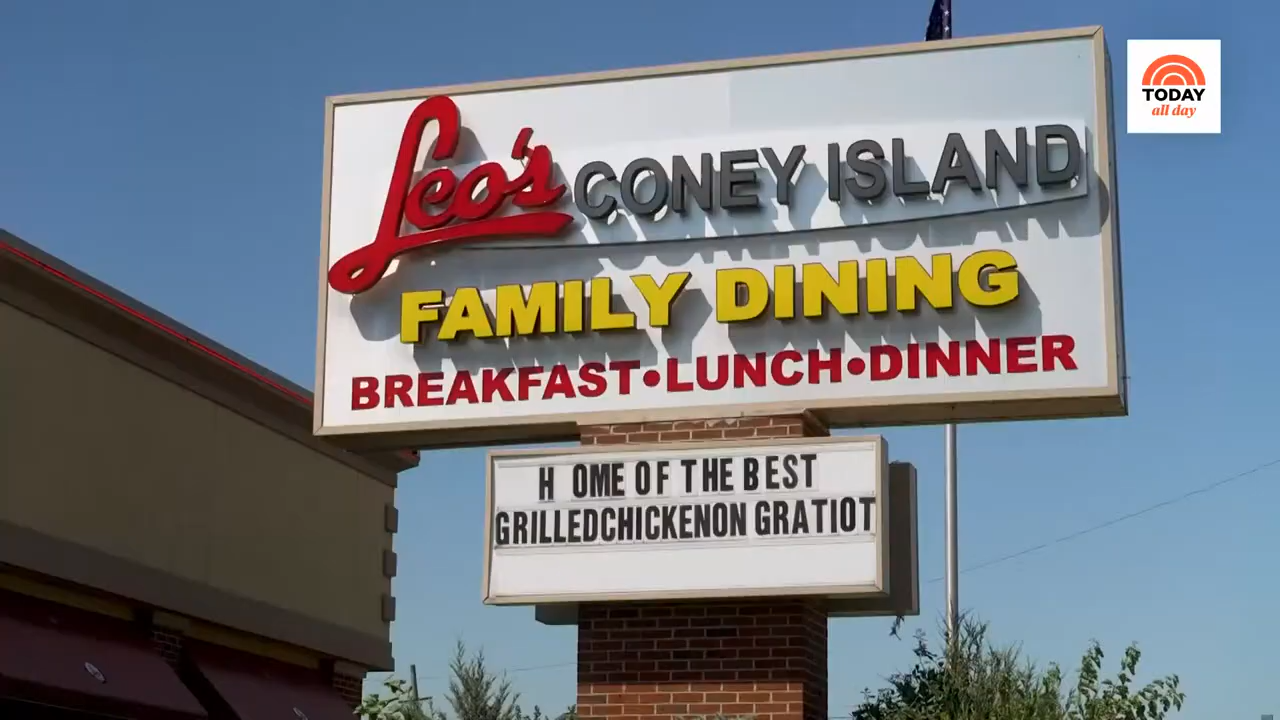 TODAY
all day
Leo's CONEY ISLAND
FAMILY DINING
BREAKFAST•LUNCH•DINNER
H OME OF THE BEST
GRILLEDCHICKENON GRATIOT